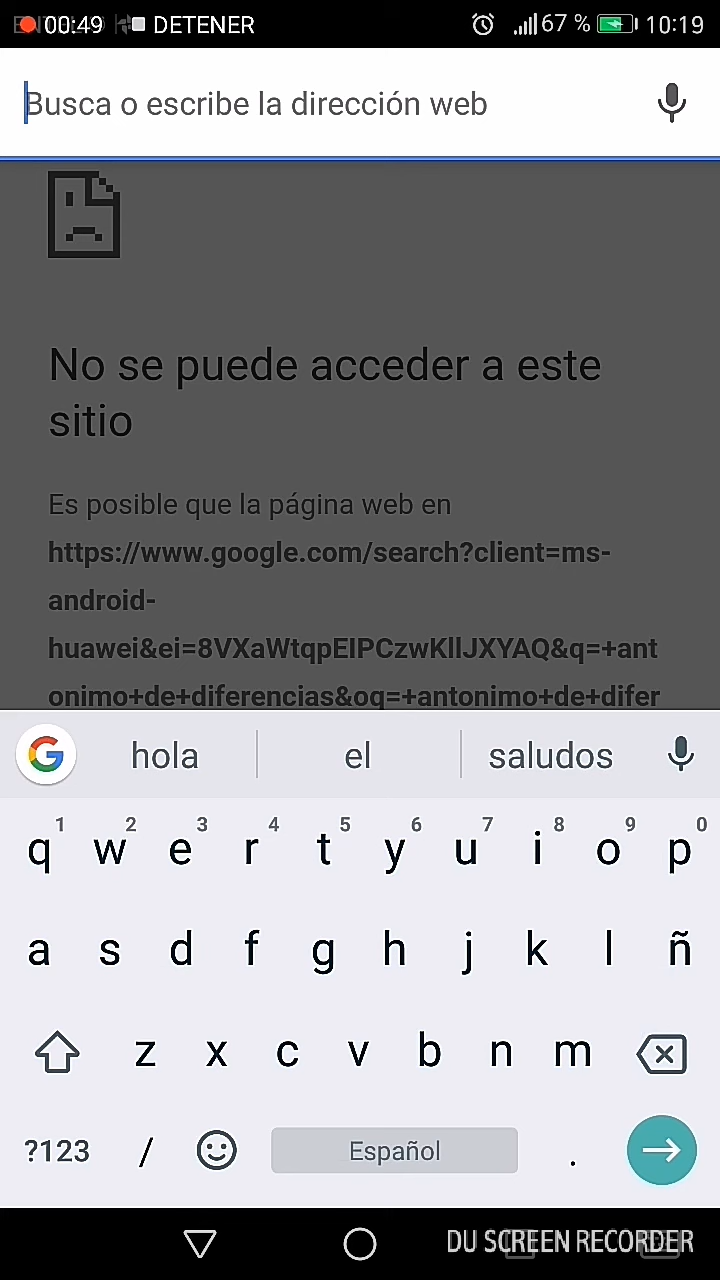 00:49 DETENER 67 % 10:19
Busca o escribe la dirección web
No se puede acceder a este
sitio
Es posible que la página web en
https://www.google.com/search?client=ms-
android-
huawei&ei=8VXaWtqpEIPCzwKllJXYAQ&q=+ant
onimo+de+diferencias&oq=+antonimo+de+difer
hola el saludos
1 2 3 4 5 6 7 8 9 0
q w e r t y u i o p
a s d f g h j k l ñ
z x c v b n m
?123 / Español .
DU SCREEN RECORDER